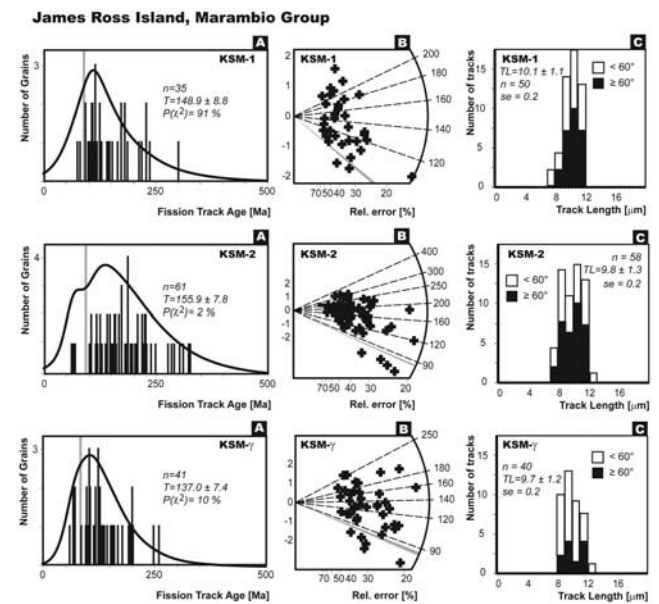 James Ross Island, Marambio Group
A
KSM-1
3
n=35
T=148.9 ± 8.8
P(χ2)= 91 %
Number of Grains
0
250
500
Fission Track Age [Ma]
B
KSM-1
2
1
0
-1
-2
200
180
160
140
120
70 50 40 30 20
Rel. error [%]
C
KSM-1
TL=10.1 ± 1.1
n = 50
se = 0.2
< 60°
≥ 60°
Number of tracks
15
10
5
0
0
8
16
Track Length [μm]
A
KSM-2
4
n=61
T=155.9 ± 7.8
P(χ2)= 2 %
Number of Grains
0
250
500
Fission Track Age [Ma]
B
KSM-2
2
1
0
-1
-2
400
300
250
200
160
120
90
7050 40 30 20
Rel. error [%]
C
KSM-2
n = 58
TL=9.8 ± 1.3
se = 0.2
< 60°
≥ 60°
Number of tracks
15
10
5
0
0
8
16
Track Length [μm]
A
KSM-γ
3
n=41
T=137.0 ± 7.4
P(χ2)= 10 %
Number of Grains
0
250
500
Fission Track Age [Ma]
B
KSM-γ
2
1
0
-1
-2
250
180
160
140
120
90
70 50 40 30 20
Rel. error [%]
C
KSM-γ
n = 40
TL=9.7 ± 1.2
se = 0.2
< 60°
≥ 60°
Number of tracks
15
10
5
0
0
8
12
16
Track Length [μm]